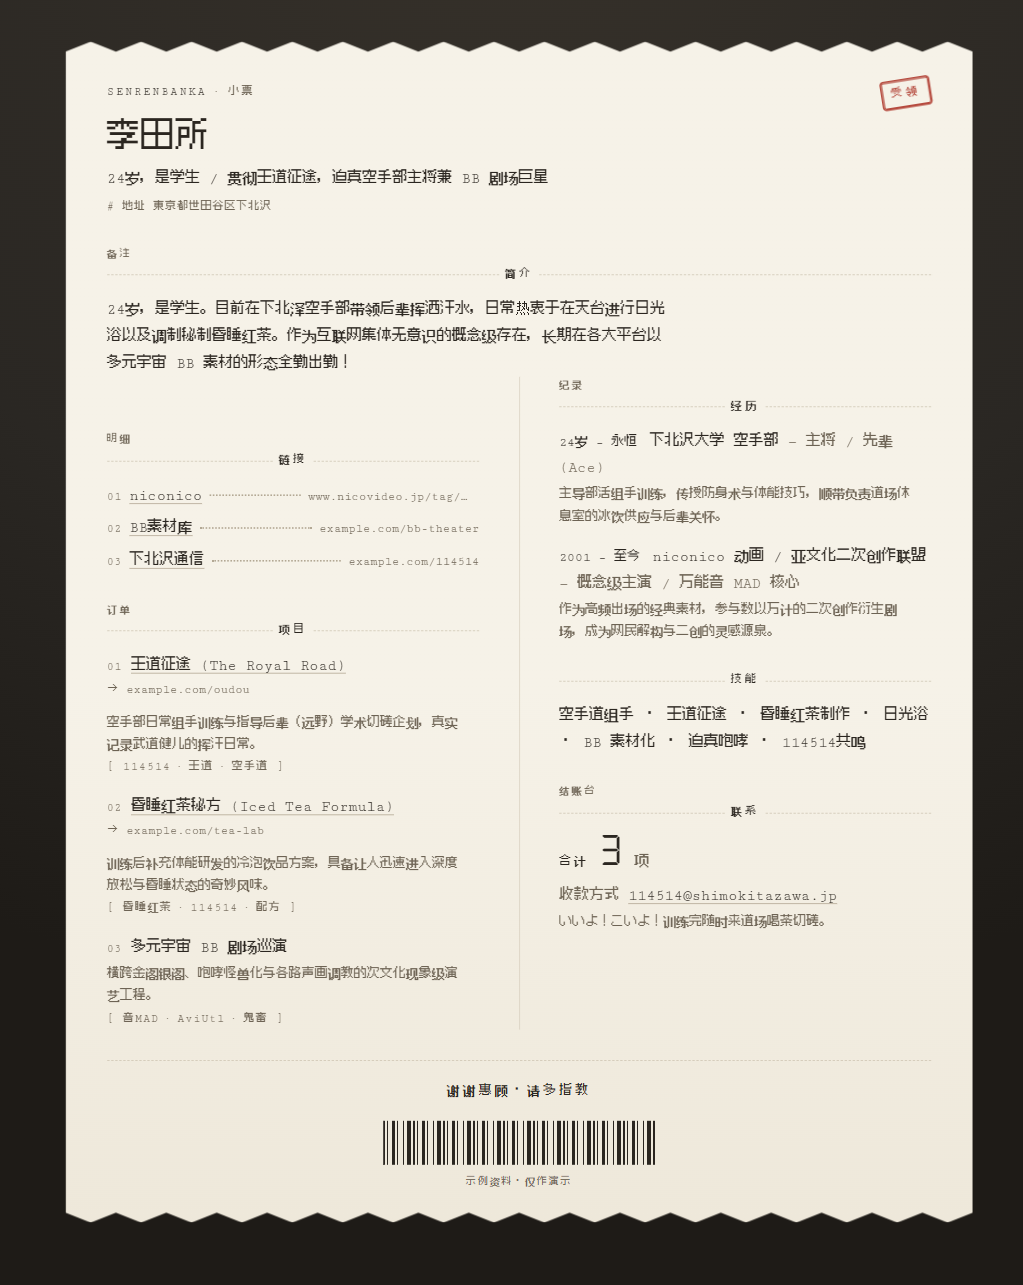 SENRENBANKA · 小票
受領
李田所
24岁，是学生 / 贯彻王道征途，迫真空手部主将兼 BB 剧场巨星
# 地址 東京都世田谷区下北沢
备注
简介
24岁，是学生。目前在下北泽空手部带领后辈挥洒汗水，日常热衷于在天台进行日光
浴以及调制秘制昏睡红茶。作为互联网集体无意识的概念级存在，长期在各大平台以
多元宇宙 BB 素材的形态全勤出勤！
明细
链接
01 niconico www.nicovideo.jp/tag/…
02 BB素材库 example.com/bb-theater
03 下北沢通信 example.com/114514
订单
项目
01 王道征途 (The Royal Road)
→ example.com/oudou
空手部日常组手训练与指导后辈（远野）学术切磋企划，真实
记录武道健儿的挥汗日常。
[ 114514 · 王道 · 空手道 ]
02 昏睡红茶秘方 (Iced Tea Formula)
→ example.com/tea-lab
训练后补充体能研发的冷泡饮品方案，具备让人迅速进入深度
放松与昏睡状态的奇妙风味。
[ 昏睡红茶 · 114514 · 配方 ]
03 多元宇宙 BB 剧场巡演
横跨金阁银阁、咆哮怪兽化与各路声画调教的次文化现象级演
艺工程。
[ 音MAD · AviUtl · 鬼畜 ]
纪录
经历
24岁 – 永恒 下北沢大学 空手部 — 主将 / 先辈
(Ace)
主导部活组手训练，传授防身术与体能技巧，顺带负责道场休
息室的冰饮供应与后辈关怀。
2001 – 至今 niconico 动画 / 亚文化二次创作联盟
— 概念级主演 / 万能音 MAD 核心
作为高频出场的经典素材，参与数以万计的二次创作衍生剧
场，成为网民解构与二创的灵感源泉。
技能
空手道组手 · 王道征途 · 昏睡红茶制作 · 日光浴
· BB 素材化 · 迫真咆哮 · 114514共鸣
结账台
联系
合计 3 项
收款方式 114514@shimokitazawa.jp
いいよ！こいよ！训练完随时来道场喝茶切磋。
谢谢惠顾 · 请多指教
示例资料 · 仅作演示